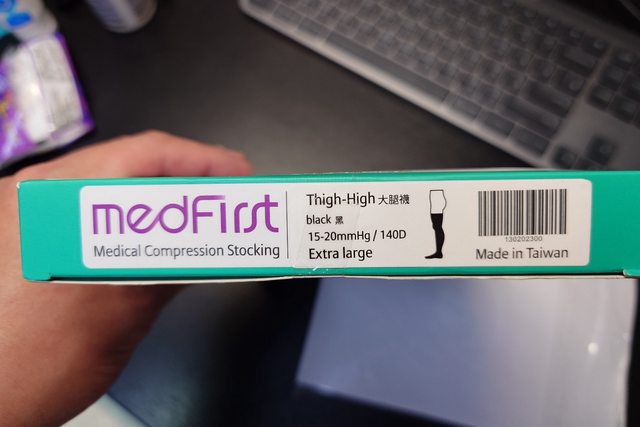 medFirst
Medical Compression Stocking
Thigh-High 大腿襪
black 黑
15-20mmHg / 140D
Extra large
130202300
Made in Taiwan